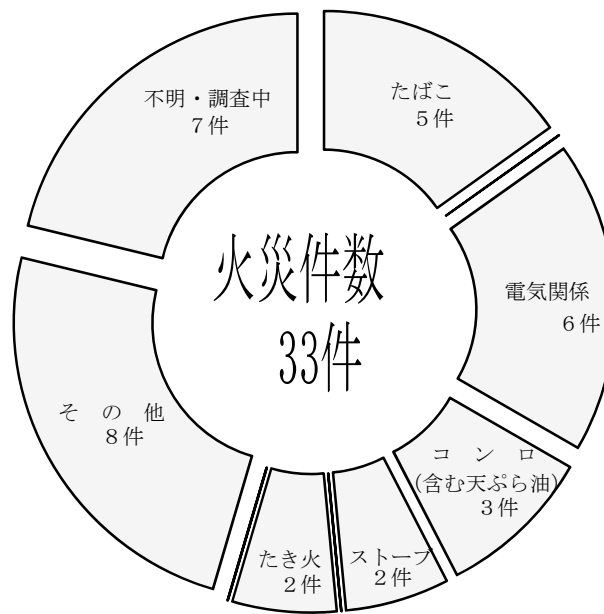 不明・調査中
７件
たばこ
５件
火災件数
33件
電気関係
６件
そ の 他
８件
コ ン ロ
(含む天ぷら油)
３件
たき火
２件
ストーブ
２件